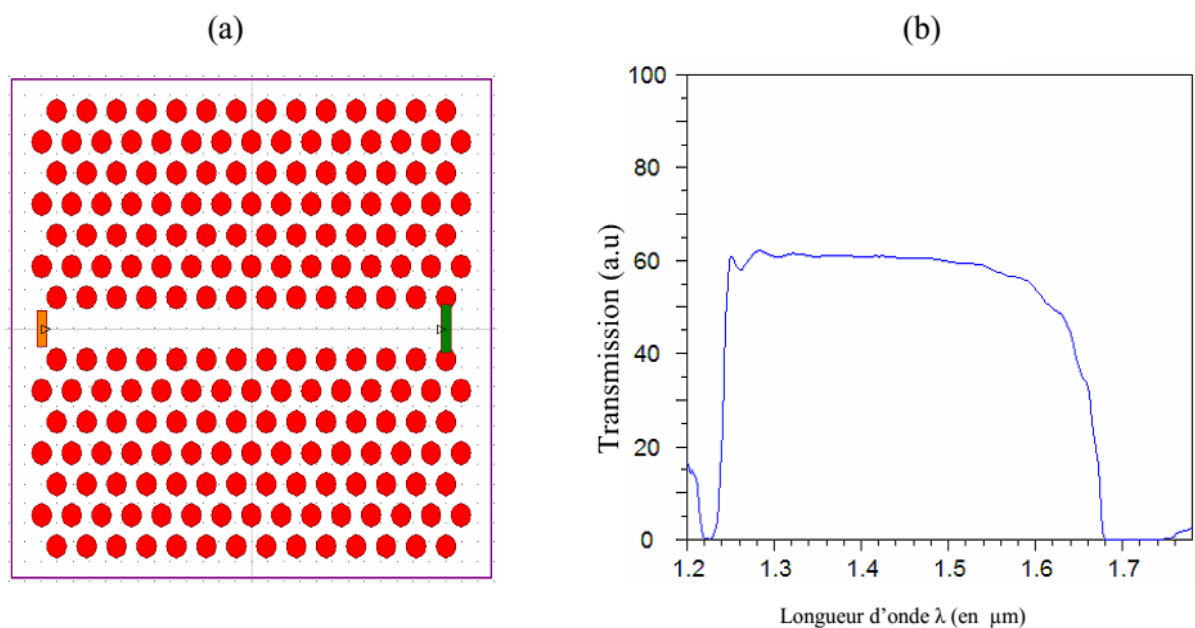 (a)
(b)
100
80
60
40
20
0
Transmission (a.u)
1.2 1.3 1.4 1.5 1.6 1.7
Longueur d'onde λ (en μm)